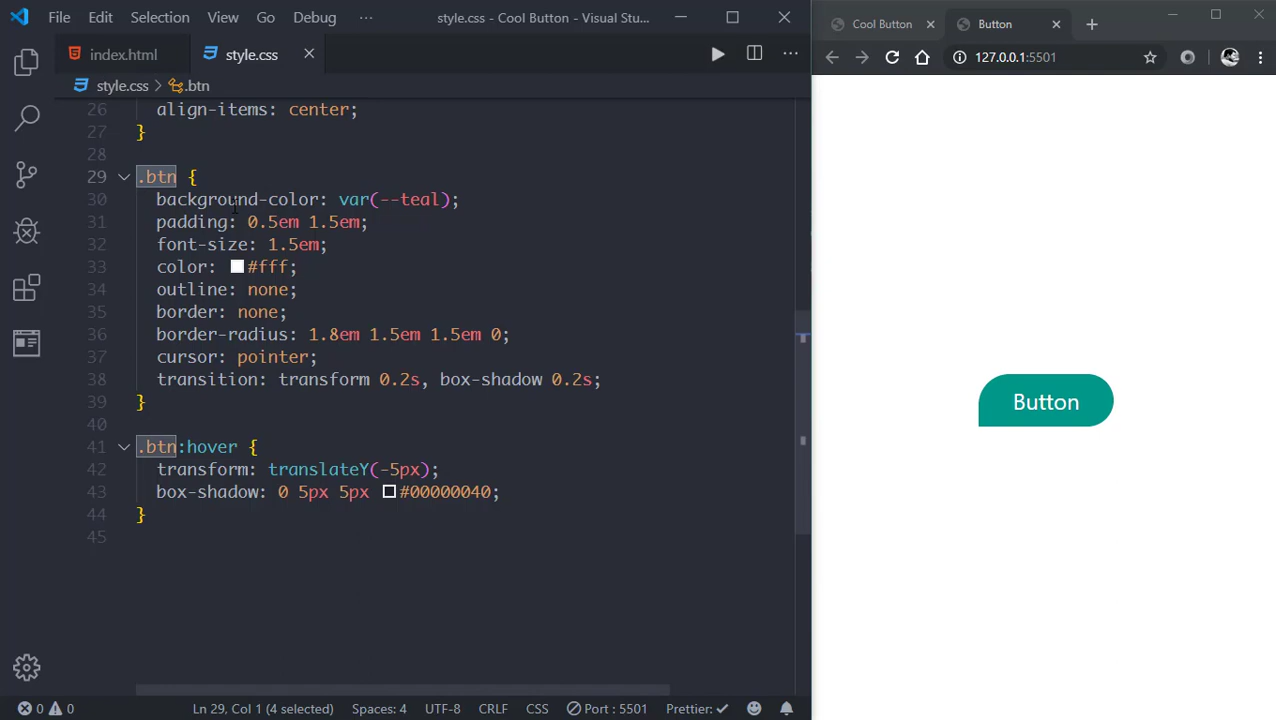 File Edit Selection View Go Debug ··· style.css - Cool Button - Visual Stu...
Cool Button Button
index.html style.css
127.0.0.1:5501
style.css .btn
26 align-items: center;
27 }
28
29 .btn {
30 background-color: var(--teal);
31 padding: 0.5em 1.5em;
32 font-size: 1.5em;
33 color: #fff;
34 outline: none;
35 border: none;
36 border-radius: 1.8em 1.5em 1.5em 0;
37 cursor: pointer;
38 transition: transform 0.2s, box-shadow 0.2s;
39 }
40
41 .btn:hover {
42 transform: translateY(-5px);
43 box-shadow: 0 5px 5px #00000040;
44 }
45
Button
0 0 Ln 29, Col 1 (4 selected) Spaces: 4 UTF-8 CRLF CSS Port : 5501 Prettier: